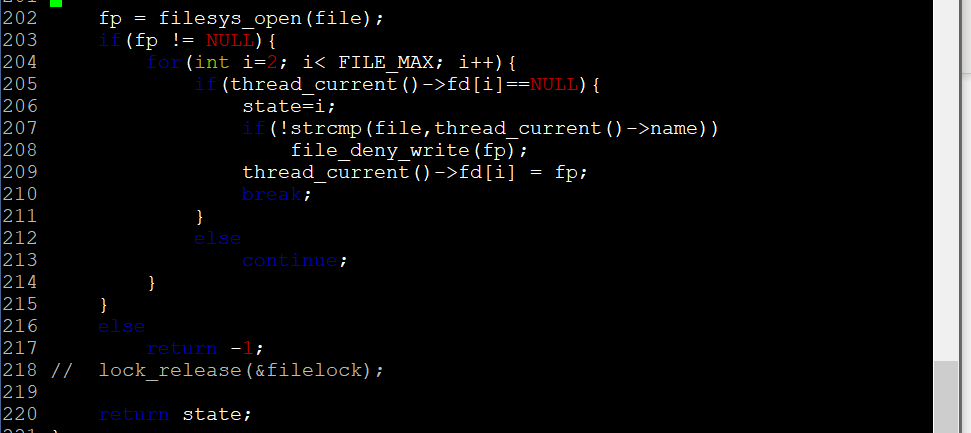 202     fp = filesys_open(file);
203     if(fp != NULL){
204         for(int i=2; i< FILE_MAX; i++){
205             if(thread_current()->fd[i]==NULL){
206                 state=i;
207                 if(!strcmp(file,thread_current()->name))
208                     file_deny_write(fp);
209                 thread_current()->fd[i] = fp;
210                 break;
211             }
212             else
213                 continue;
214         }
215     }
216     else
217         return -1;
218 //  lock_release(&filelock);
219
220     return state;